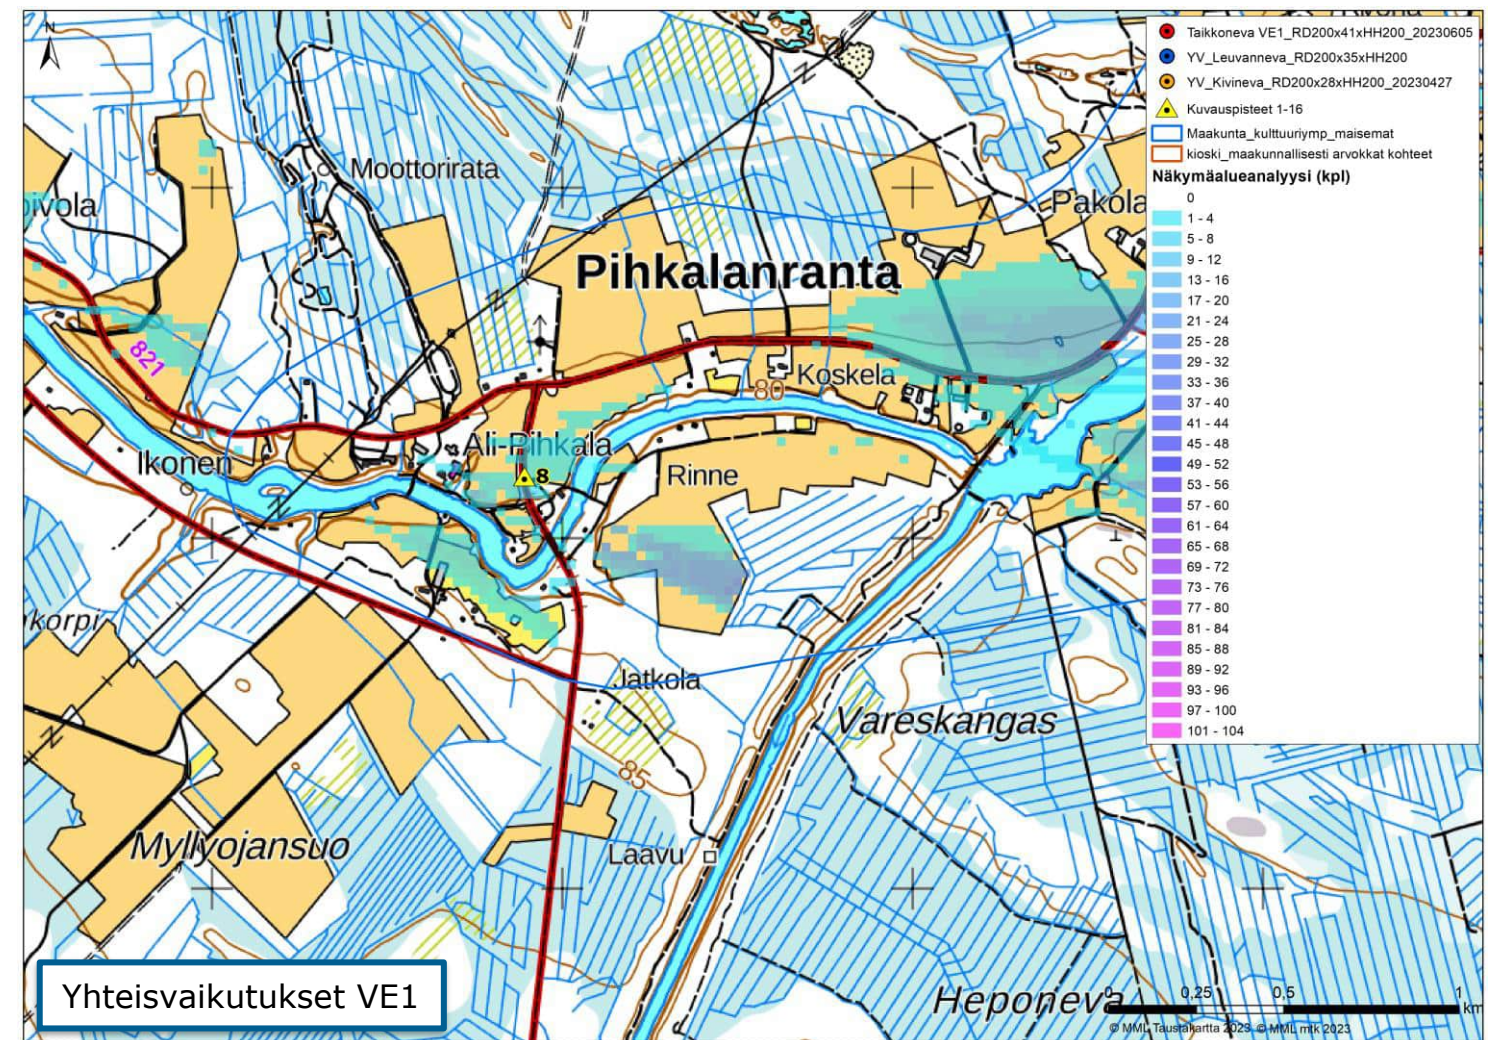 N
Taikkoneva VE1_RD200x41xHH200_20230605
YV_Leuvanneva_RD200x35xHH200
YV_Kivineva_RD200x28xHH200_20230427
Kuvauspisteet 1-16
Maakunta_kulttuuriymp_maisemat
kioski_maakunnallisesti arvokkat kohteet
Näkymäalueanalyysi (kpl)
0
1 - 4
5 - 8
9 - 12
13 - 16
17 - 20
21 - 24
25 - 28
29 - 32
33 - 36
37 - 40
41 - 44
45 - 48
49 - 52
53 - 56
57 - 60
61 - 64
65 - 68
69 - 72
73 - 76
77 - 80
81 - 84
85 - 88
89 - 92
93 - 96
97 - 100
101 - 104
Moottorirata
Pakola
Pihkalanranta
821
Koskela
80
Ali-Pihkala
Ikonen
8
Rinne
Jatkola
Vareskangas
85
Myllyojansuo
Laavu
Heponeva
Yhteisvaikutukset VE1
0 0,25 0,5 1
km
© MML Taustakartta 2023 © MML mtk 2023